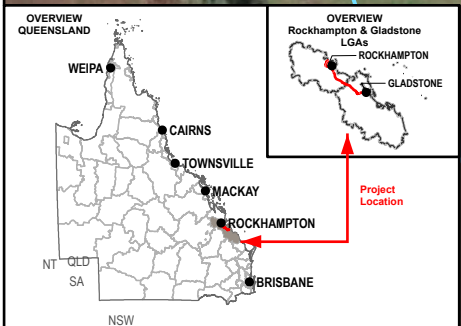 OVERVIEW
QUEENSLAND
WEIPA
CAIRNS
TOWNSVILLE
MACKAY
ROCKHAMPTON
BRISBANE
NT
QLD
SA
NSW
OVERVIEW
Rockhampton & Gladstone
LGAs
ROCKHAMPTON
GLADSTONE
Project
Location